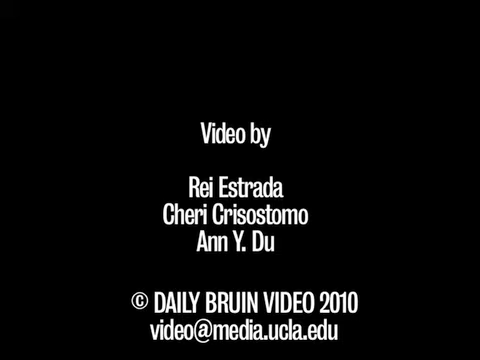 Video by
Rei Estrada
Cheri Crisostomo
Ann Y. Du
© DAILY BRUIN VIDEO 2010
video@media.ucla.edu